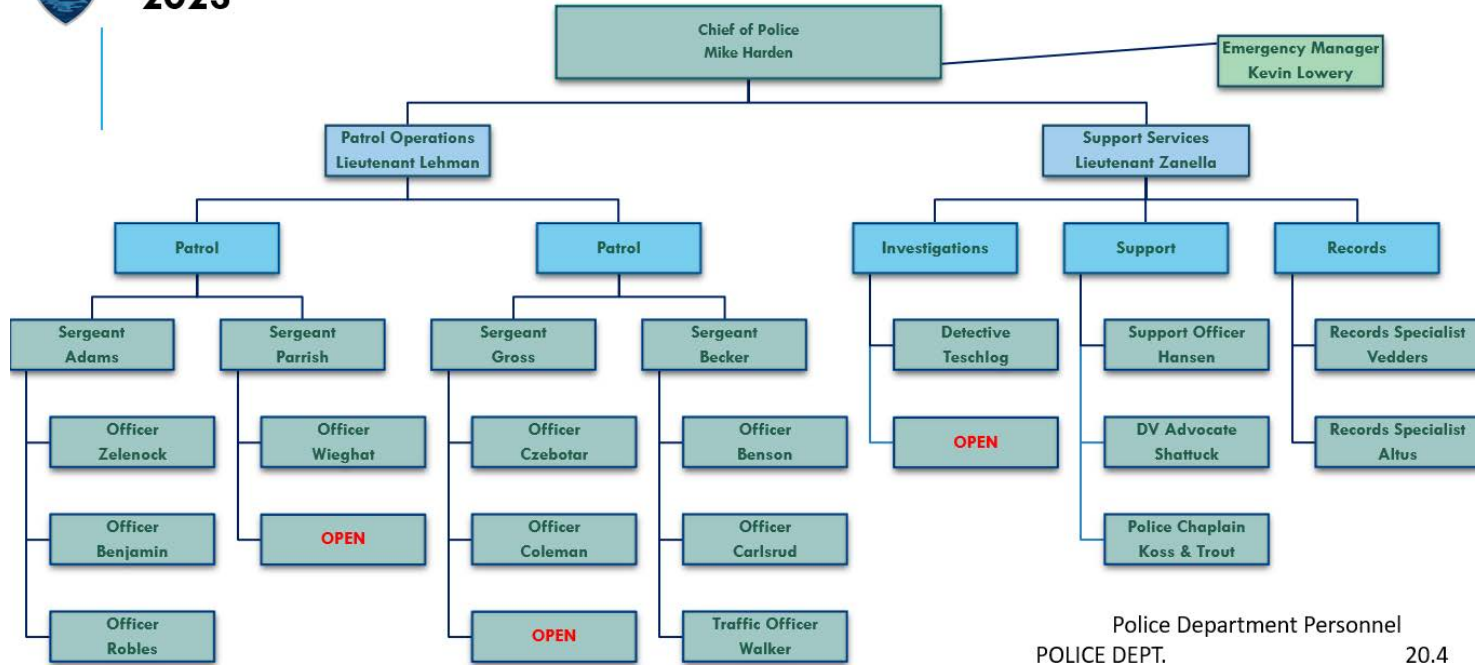 2023
Chief of Police
Mike Harden
Emergency Manager
Kevin Lowery
Patrol Operations
Lieutenant Lehman
Support Services
Lieutenant Zanella
Patrol
Patrol
Investigations
Support
Records
Sergeant
Adams
Sergeant
Parrish
Sergeant
Gross
Sergeant
Becker
Detective
Teschlog
Support Officer
Hansen
Records Specialist
Vedders
Officer
Zelenock
Officer
Wieghat
Officer
Czebotar
Officer
Benson
OPEN
DV Advocate
Shattuck
Records Specialist
Altus
Officer
Benjamin
OPEN
Officer
Coleman
Officer
Carlsrud
Police Chaplain
Koss & Trout
Officer
Robles
OPEN
Traffic Officer
Walker
Police Department Personnel
POLICE DEPT. 20.4